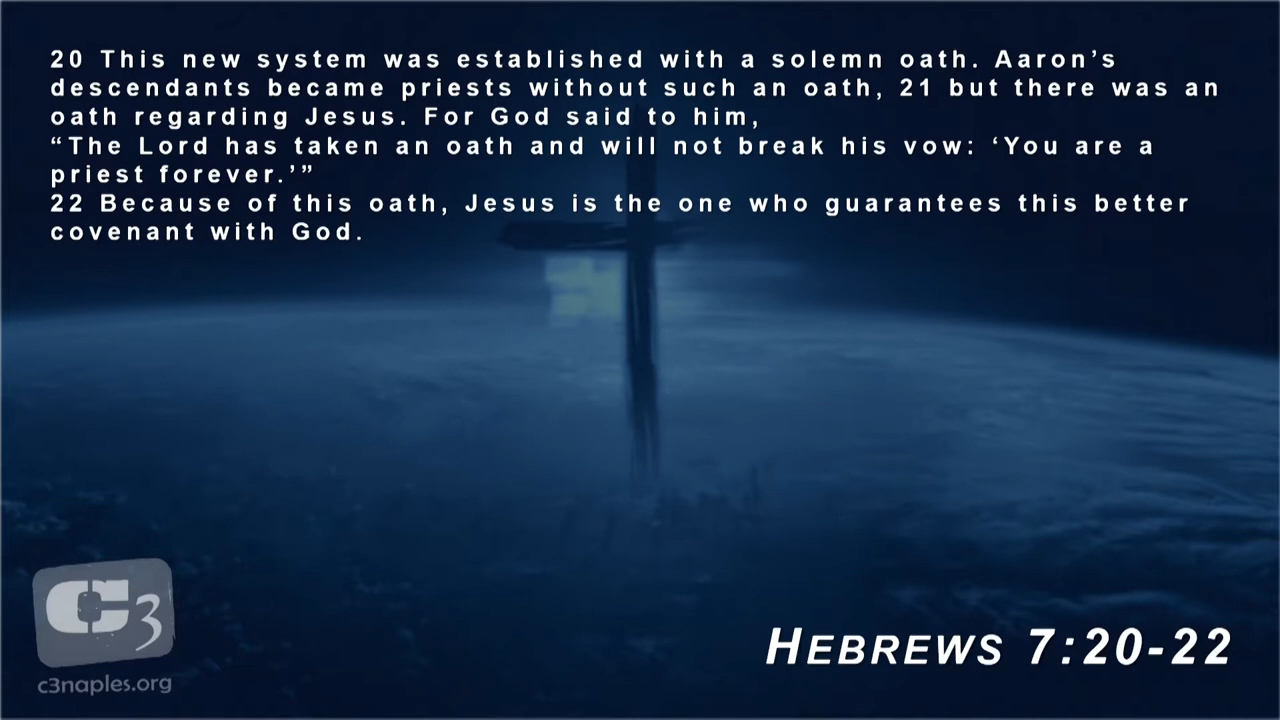 20 This new system was established with a solemn oath. Aaron’s
descendants became priests without such an oath, 21 but there was an
oath regarding Jesus. For God said to him,
“The Lord has taken an oath and will not break his vow: ‘You are a
priest forever.’”
22 Because of this oath, Jesus is the one who guarantees this better
covenant with God.
C3
c3naples.org
HEBREWS 7:20-22